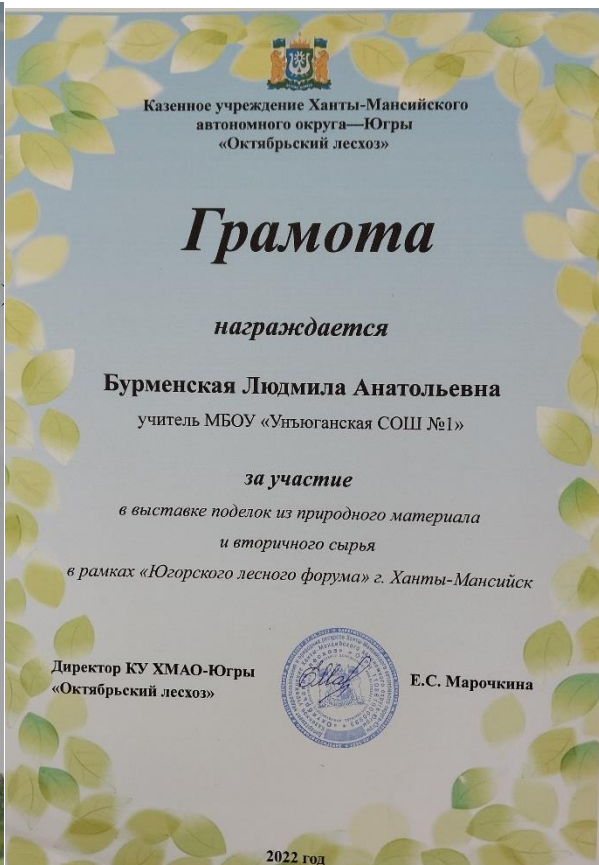 Казенное учреждение Ханты-Мансийского
автономного округа—Югры
«Октябрьский лесхоз»
Грамота
награждается
Бурменская Людмила Анатольевна
учитель МБОУ «Унъюганская СОШ №1»
за участие
в выставке поделок из природного материала
и вторичного сырья
в рамках «Югорского лесного форума» г. Ханты-Мансийск
Директор КУ ХМАО-Югры
«Октябрьский лесхоз»
Е.С. Марочкина
2022 год